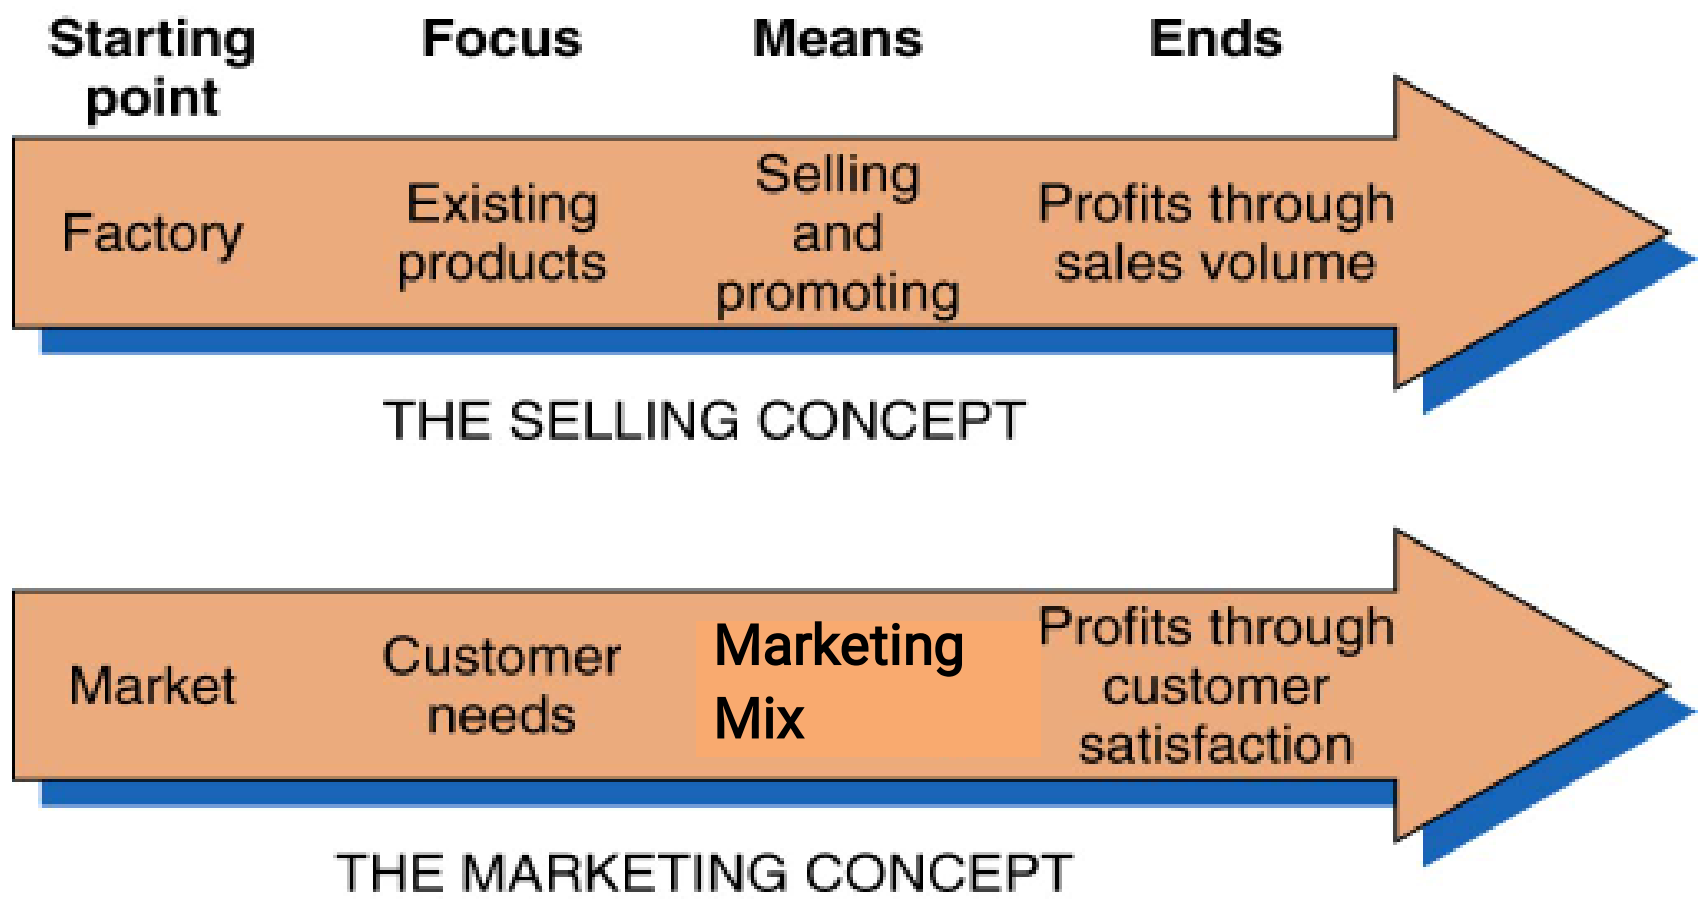 Starting Focus Means Ends
point
Factory
Existing
products
Selling
and
promoting
Profits through
sales volume
THE SELLING CONCEPT
Market
Customer
needs
Marketing
Mix
Profits through
customer
satisfaction
THE MARKETING CONCEPT